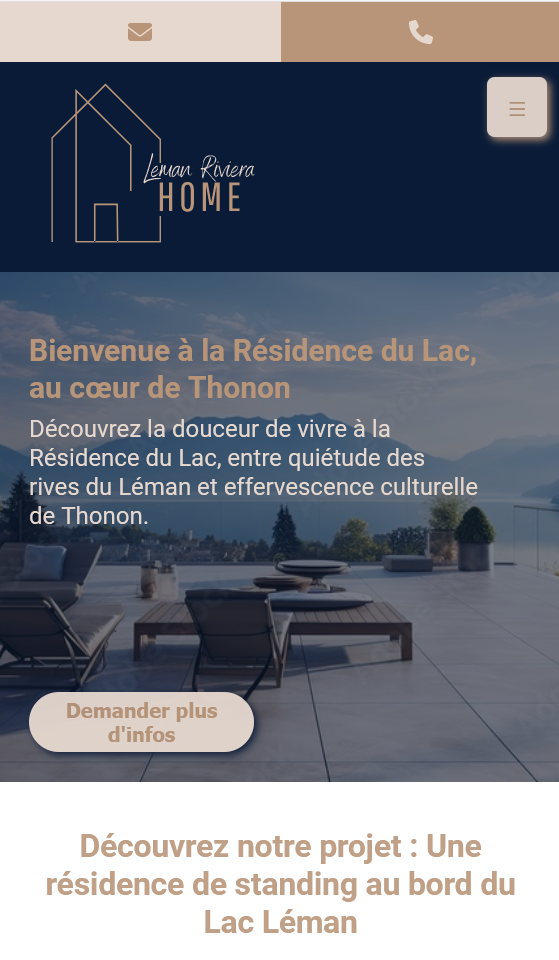 Leman Riviera
HOME
Bienvenue à la Résidence du Lac,
au cœur de Thonon
Découvrez la douceur de vivre à la
Résidence du Lac, entre quiétude des
rives du Léman et effervescence culturelle
de Thonon.
Demander plus
d'infos
Découvrez notre projet : Une
résidence de standing au bord du
Lac Léman